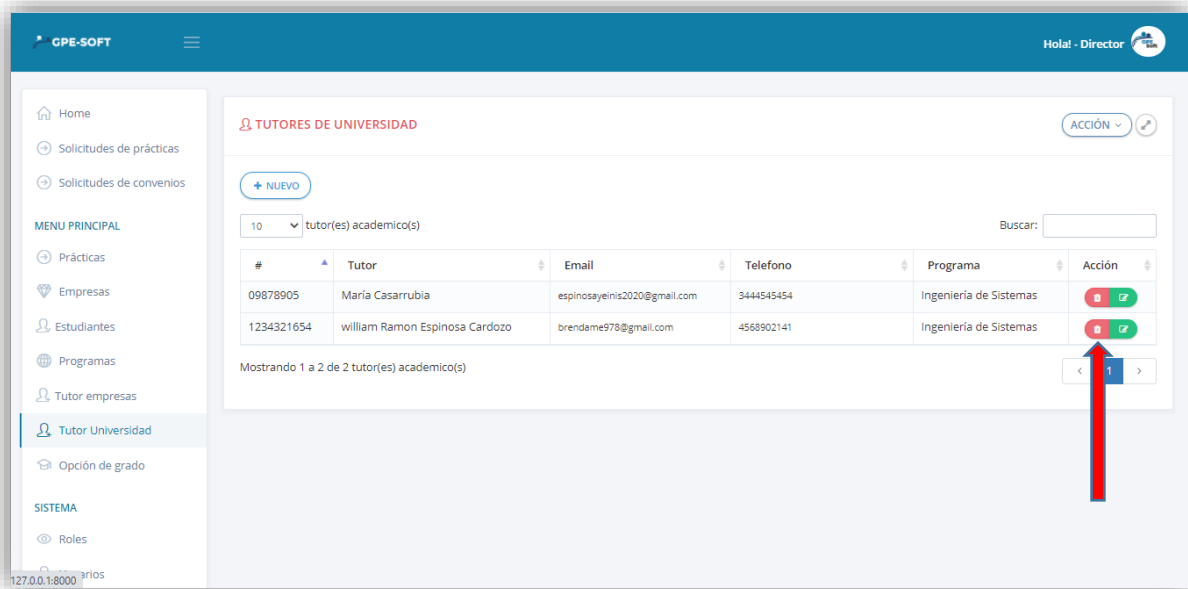 GPE-SOFT
Hola! - Director
Home
Solicitudes de prácticas
Solicitudes de convenios
MENU PRINCIPAL
Prácticas
Empresas
Estudiantes
Programas
Tutor empresas
Tutor Universidad
Opción de grado
SISTEMA
Roles
127.0.0.1:8000
TUTORES DE UNIVERSIDAD
ACCIÓN
+ NUEVO
10 tutor(es) academico(s)
Buscar:
# Tutor Email Telefono Programa Acción
09878905 María Casarrubia espinosayeinis2020@gmail.com 3444545454 Ingeniería de Sistemas
1234321654 william Ramon Espinosa Cardozo brendame978@gmail.com 4568902141 Ingeniería de Sistemas
Mostrando 1 a 2 de 2 tutor(es) academico(s)
< 1 >